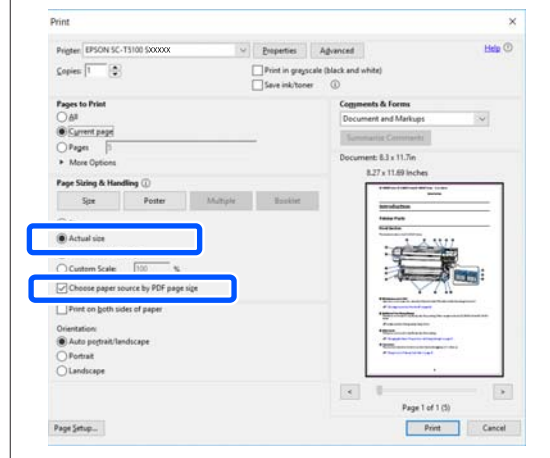 Print
Printer: EPSON SC-T5100 SXXXXX Properties Advanced Help
Copies: 1 Print in greyscale (black and white)
Save ink/toner
Pages to Print
All
Current page
Pages
More Options
Comments & Forms
Document and Markups
Summarize Comments
Document: 8.3 x 11.7in
8.27 x 11.69 Inches
Page Sizing & Handling
Size Poster Multiple Booklet
Actual size
Custom Scale: 100 %
Choose paper source by PDF page size
Print on both sides of paper
Orientation:
Auto portrait/landscape
Portrait
Landscape
Introduction
Printer Parts
< >
Page 1 of 1 (5)
Page Setup... Print Cancel